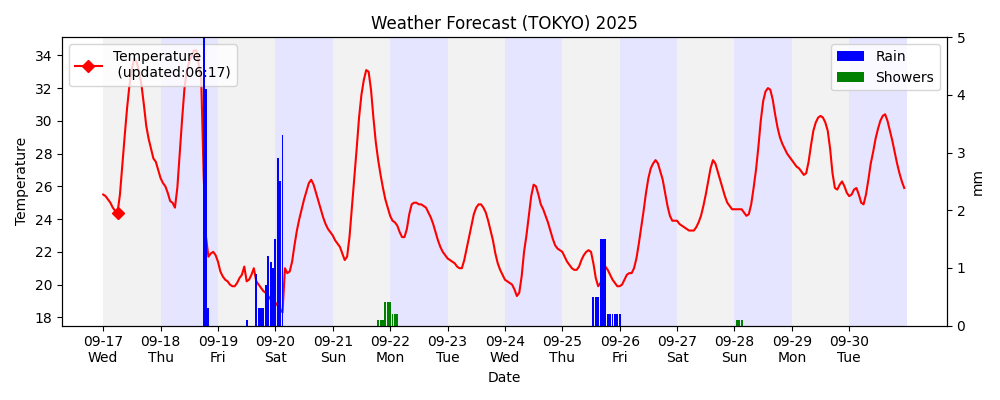 Weather Forecast (TOKYO) 2025
Temperature
(updated:06:17)
Rain
Showers
Temperature
34
32
30
28
26
24
22
20
18
5
4
3
2
1
0
mm
09-17 09-18 09-19 09-20 09-21 09-22 09-23 09-24 09-25 09-26 09-27 09-28 09-29 09-30
Wed Thu Fri Sat Sun Mon Tue Wed Thu Fri Sat Sun Mon Tue
Date